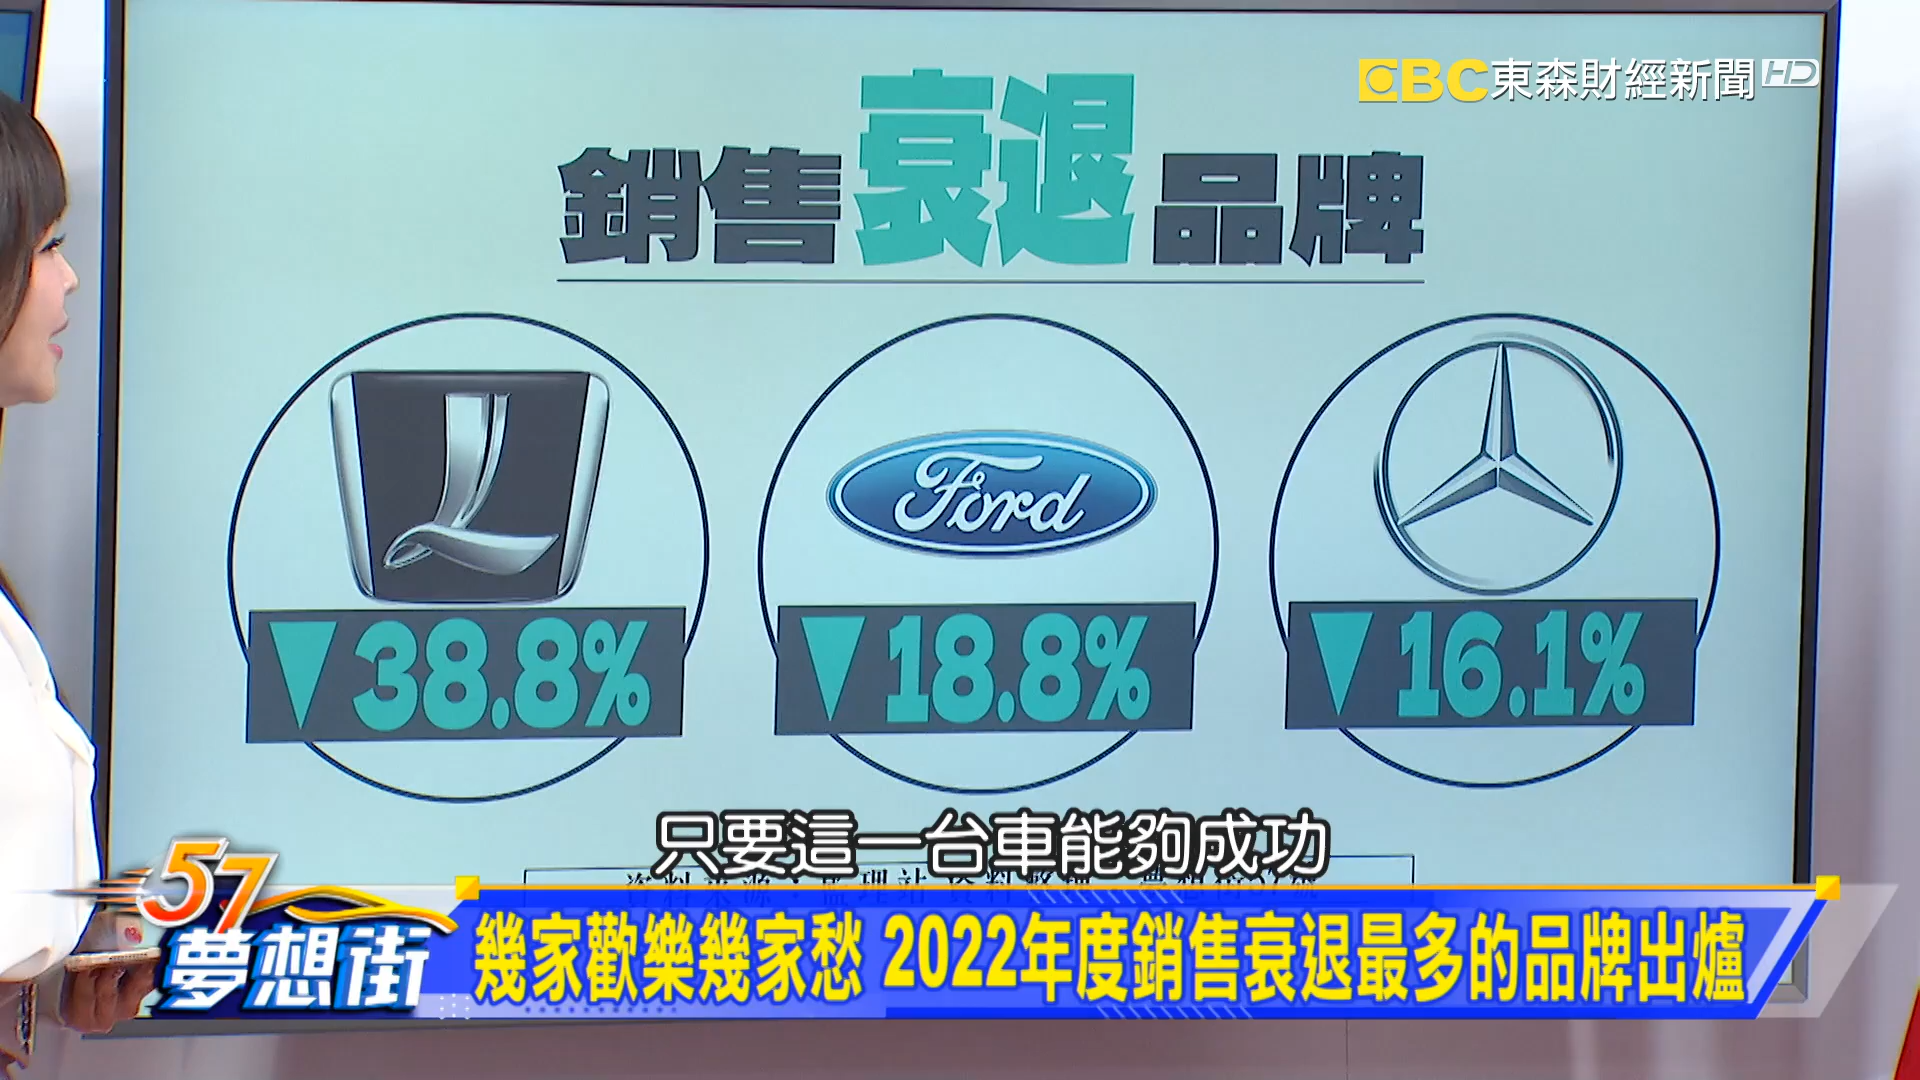 EBC東森財經新聞HD
銷售衰退品牌
Ford
▼38.8%
▼18.8%
▼16.1%
只要這一台車能夠成功
57夢想街
幾家歡樂幾家愁 2022年度銷售衰退最多的品牌出爐